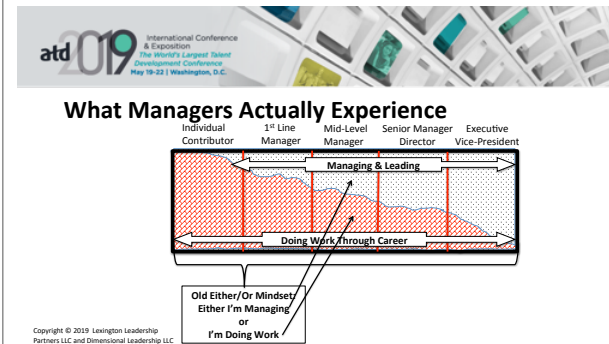 atd 2019
International Conference
& Exposition
The World's Largest Talent
Development Conference
May 19-22 | Washington, D.C.
What Managers Actually Experience
Individual
Contributor
1st Line
Manager
Mid-Level
Manager
Senior Manager
Director
Executive
Vice-President
Managing & Leading
Doing Work Through Career
Old Either/Or Mindset:
Either I'm Managing
or
I'm Doing Work
Copyright © 2019 Lexington Leadership
Partners LLC and Dimensional Leadership LLC